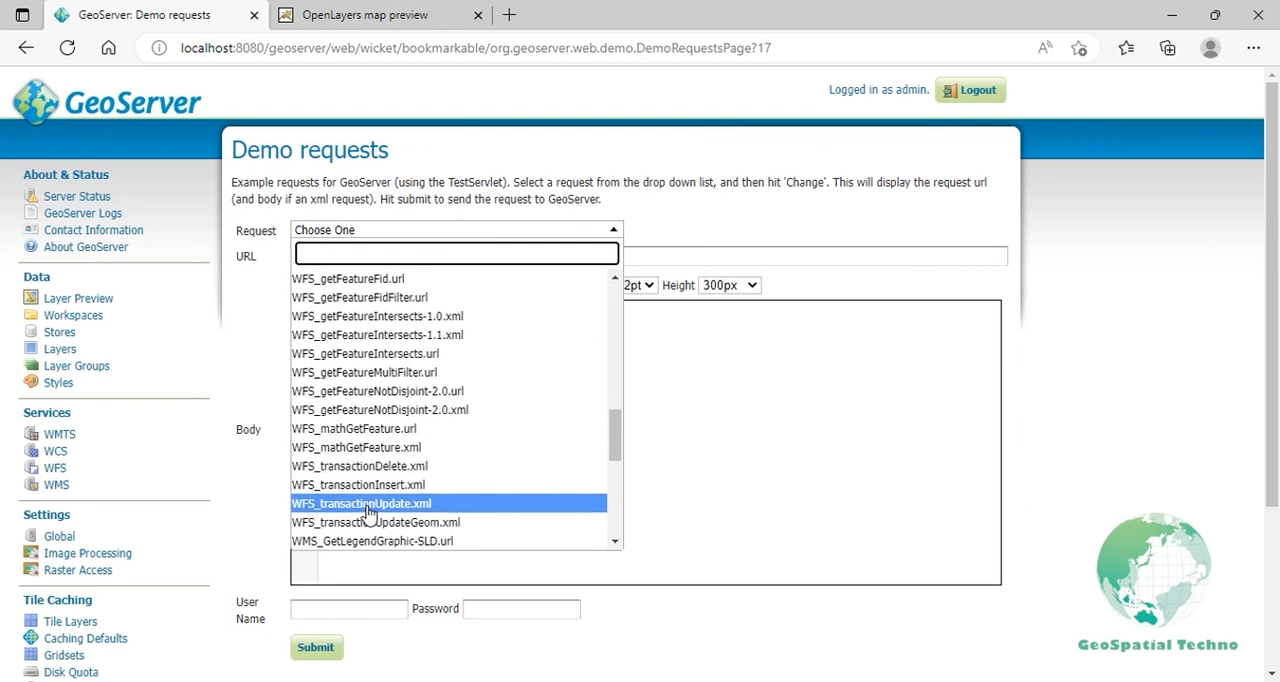 GeoServer: Demo requests
OpenLayers map preview
localhost:8080/geoserver/web/wicket/bookmarkable/org.geoserver.web.demo.DemoRequestsPage?17
GeoServer
Logged in as admin.
Logout
About & Status
Server Status
GeoServer Logs
Contact Information
About GeoServer
Data
Layer Preview
Workspaces
Stores
Layers
Layer Groups
Styles
Services
WMTS
WCS
WFS
WMS
Settings
Global
Image Processing
Raster Access
Tile Caching
Tile Layers
Caching Defaults
Gridsets
Disk Quota
Demo requests
Example requests for GeoServer (using the TestServlet). Select a request from the drop down list, and then hit 'Change'. This will display the request url
(and body if an xml request). Hit submit to send the request to GeoServer.
Request
Choose One
URL
2pt
Height
300px
WFS_getFeatureFid.url
WFS_getFeatureFidFilter.url
WFS_getFeatureIntersects-1.0.xml
WFS_getFeatureIntersects-1.1.xml
WFS_getFeatureIntersects.url
WFS_getFeatureMultiFilter.url
WFS_getFeatureNotDisjoint-2.0.url
WFS_getFeatureNotDisjoint-2.0.xml
WFS_mathGetFeature.url
WFS_mathGetFeature.xml
WFS_transactionDelete.xml
WFS_transactionInsert.xml
WFS_transactionUpdate.xml
WFS_transactionUpdateGeom.xml
WMS_GetLegendGraphic-SLD.url
Body
User
Name
Password
Submit
GeoSpatial Techno